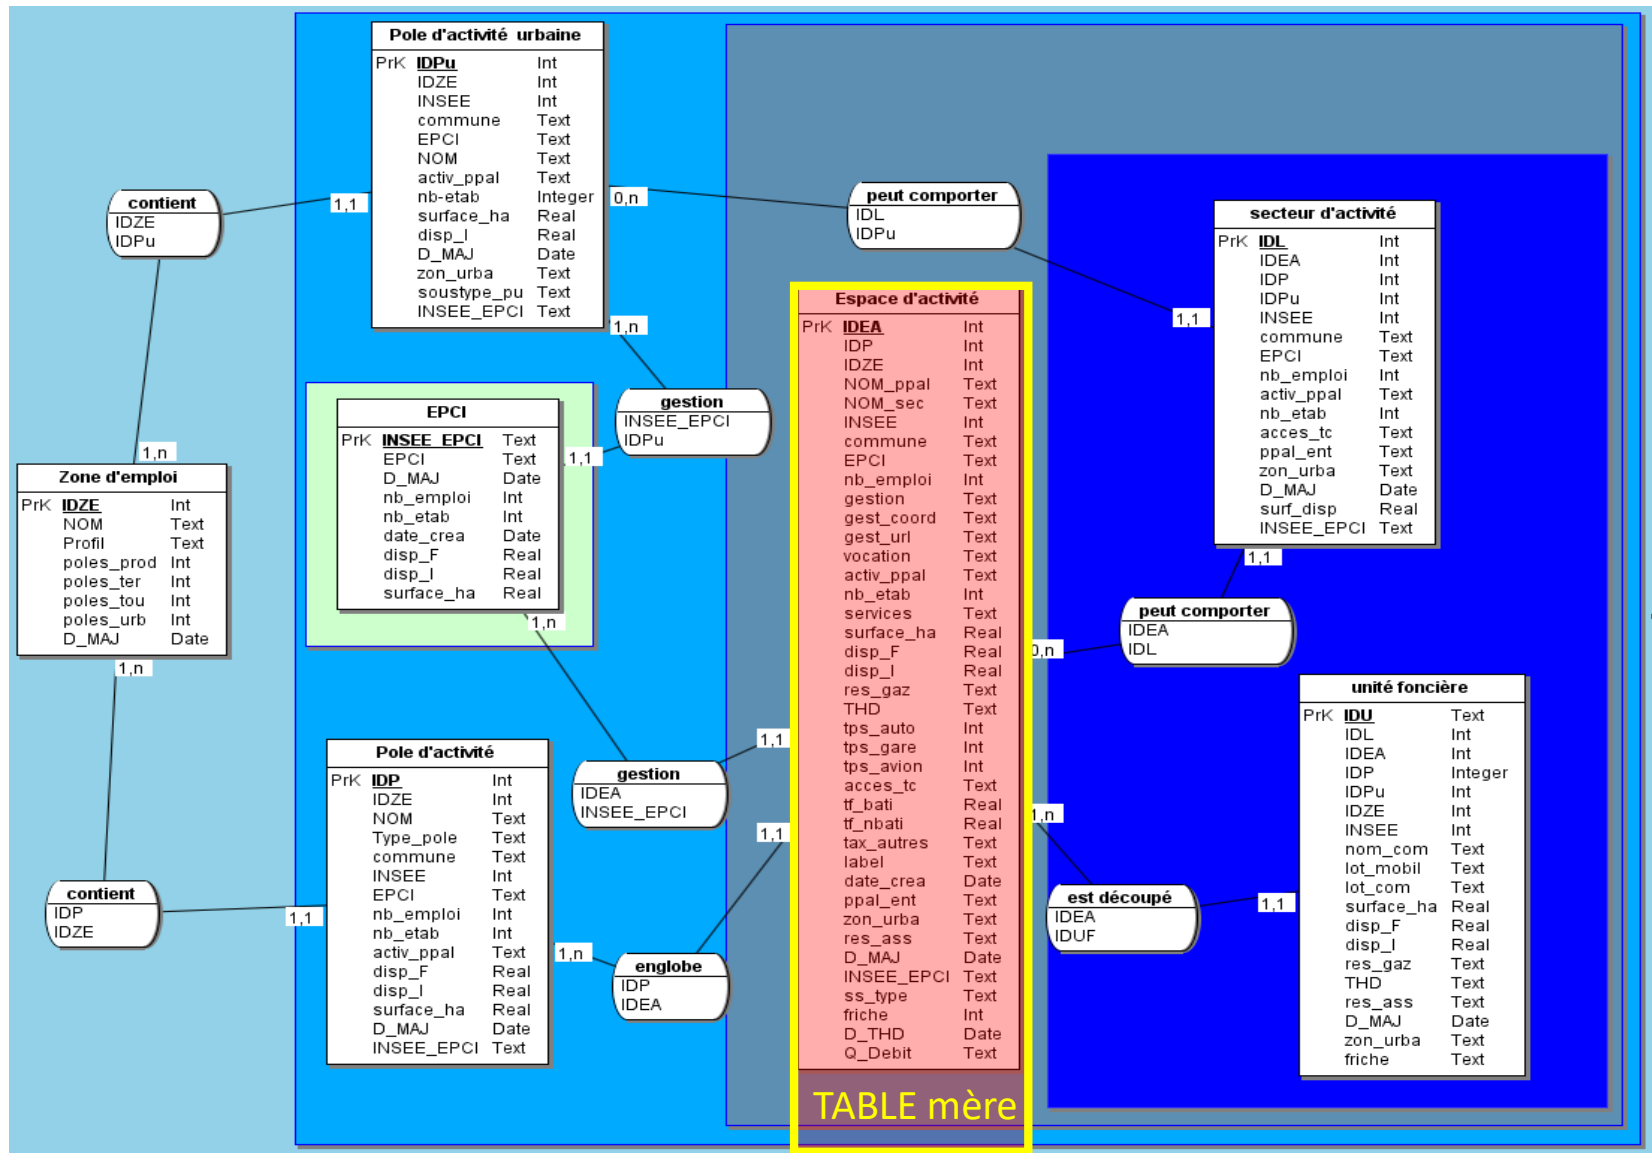 Pole d'activité urbaine
PrK IDPu Int
IDZE Int
INSEE Int
commune Text
EPCI Text
NOM Text
activ_ppal Text
nb-etab Integer
surface_ha Real
disp_I Real
D_MAJ Date
zon_urba Text
soustype_pu Text
INSEE_EPCI Text
contient
IDZE
IDPu
1,1
0,n
1,n
peut comporter
IDL
IDPu
1,1
secteur d'activité
PrK IDL Int
IDEA Int
IDP Int
IDPu Int
INSEE Int
commune Text
EPCI Text
nb_emploi Int
activ_ppal Text
nb_etab Int
acces_tc Text
ppal_ent Text
zon_urba Text
D_MAJ Date
surf_disp Real
INSEE_EPCI Text
1,1
gestion
INSEE_EPCI
IDPu
1,1
EPCI
PrK INSEE_EPCI Text
EPCI Text
D_MAJ Date
nb_emploi Int
nb_etab Int
date_crea Date
disp_F Real
disp_I Real
surface_ha Real
1,n
1,n
Zone d'emploi
PrK IDZE Int
NOM Text
Profil Text
poles_prod Int
poles_ter Int
poles_tou Int
poles_urb Int
D_MAJ Date
1,n
Espace d'activité
PrK IDEA Int
IDP Int
IDZE Int
NOM_ppal Text
NOM_sec Text
INSEE Int
commune Text
EPCI Text
nb_emploi Int
gestion Text
gest_coord Text
gest_url Text
vocation Text
activ_ppal Text
nb_etab Int
services Text
surface_ha Real
disp_F Real
disp_I Real
res_gaz Text
THD Text
tps_auto Int
tps_gare Int
tps_avion Int
acces_tc Text
tf_bati Real
tf_nbati Real
tax_autres Text
label Text
date_crea Date
ppal_ent Text
zon_urba Text
res_ass Text
D_MAJ Date
INSEE_EPCI Text
ss_type Text
friche Int
D_THD Date
Q_Debit Text
TABLE mère
peut comporter
IDEA
IDL
0,n
unité foncière
PrK IDU Text
IDL Int
IDEA Int
IDP Integer
IDPu Int
IDZE Int
INSEE Int
nom_com Text
lot_mobil Text
lot_com Text
surface_ha Real
disp_F Real
disp_I Real
res_gaz Text
THD Text
res_ass Text
D_MAJ Date
zon_urba Text
friche Text
1,n
est découpé
IDEA
IDUF
1,1
gestion
IDEA
INSEE_EPCI
1,1
1,1
Pole d'activité
PrK IDP Int
IDZE Int
NOM Text
Type_pole Text
commune Text
INSEE Int
EPCI Text
nb_emploi Int
nb_etab Int
activ_ppal Text
disp_F Real
disp_I Real
surface_ha Real
D_MAJ Date
INSEE_EPCI Text
contient
IDP
IDZE
1,1
1,n
englobe
IDP
IDEA